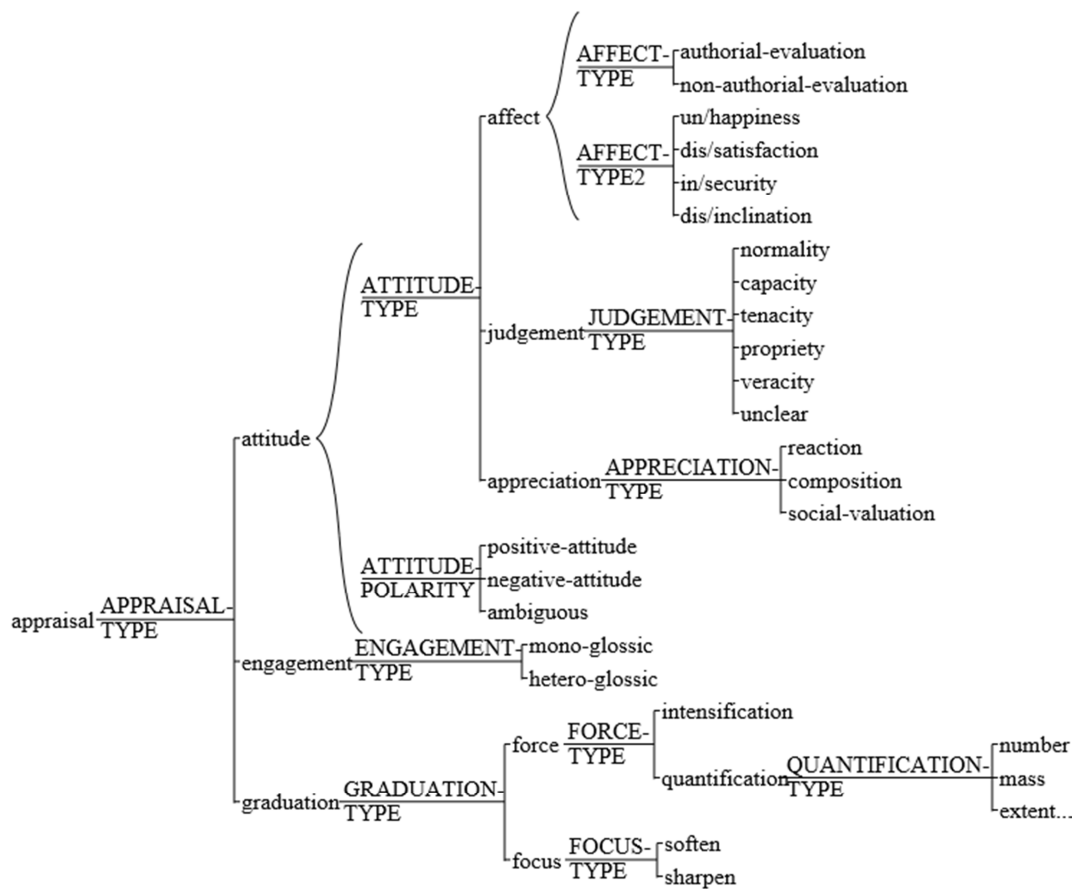 AFFECT-
TYPE
authorial-evaluation
non-authorial-evaluation
affect
AFFECT-
TYPE2
un/happiness
dis/satisfaction
in/security
dis/inclination
ATTITUDE-
TYPE
judgement
JUDGEMENT-
TYPE
normality
capacity
tenacity
propriety
veracity
unclear
attitude
appreciation
APPRECIATION-
TYPE
reaction
composition
social-valuation
ATTITUDE-
POLARITY
positive-attitude
negative-attitude
ambiguous
appraisal
APPRAISAL-
TYPE
engagement
ENGAGEMENT-
TYPE
mono-glossic
hetero-glossic
graduation
GRADUATION-
TYPE
force
FORCE-
TYPE
intensification
quantification
QUANTIFICATION-
TYPE
number
mass
extent...
focus
FOCUS-
TYPE
soften
sharpen